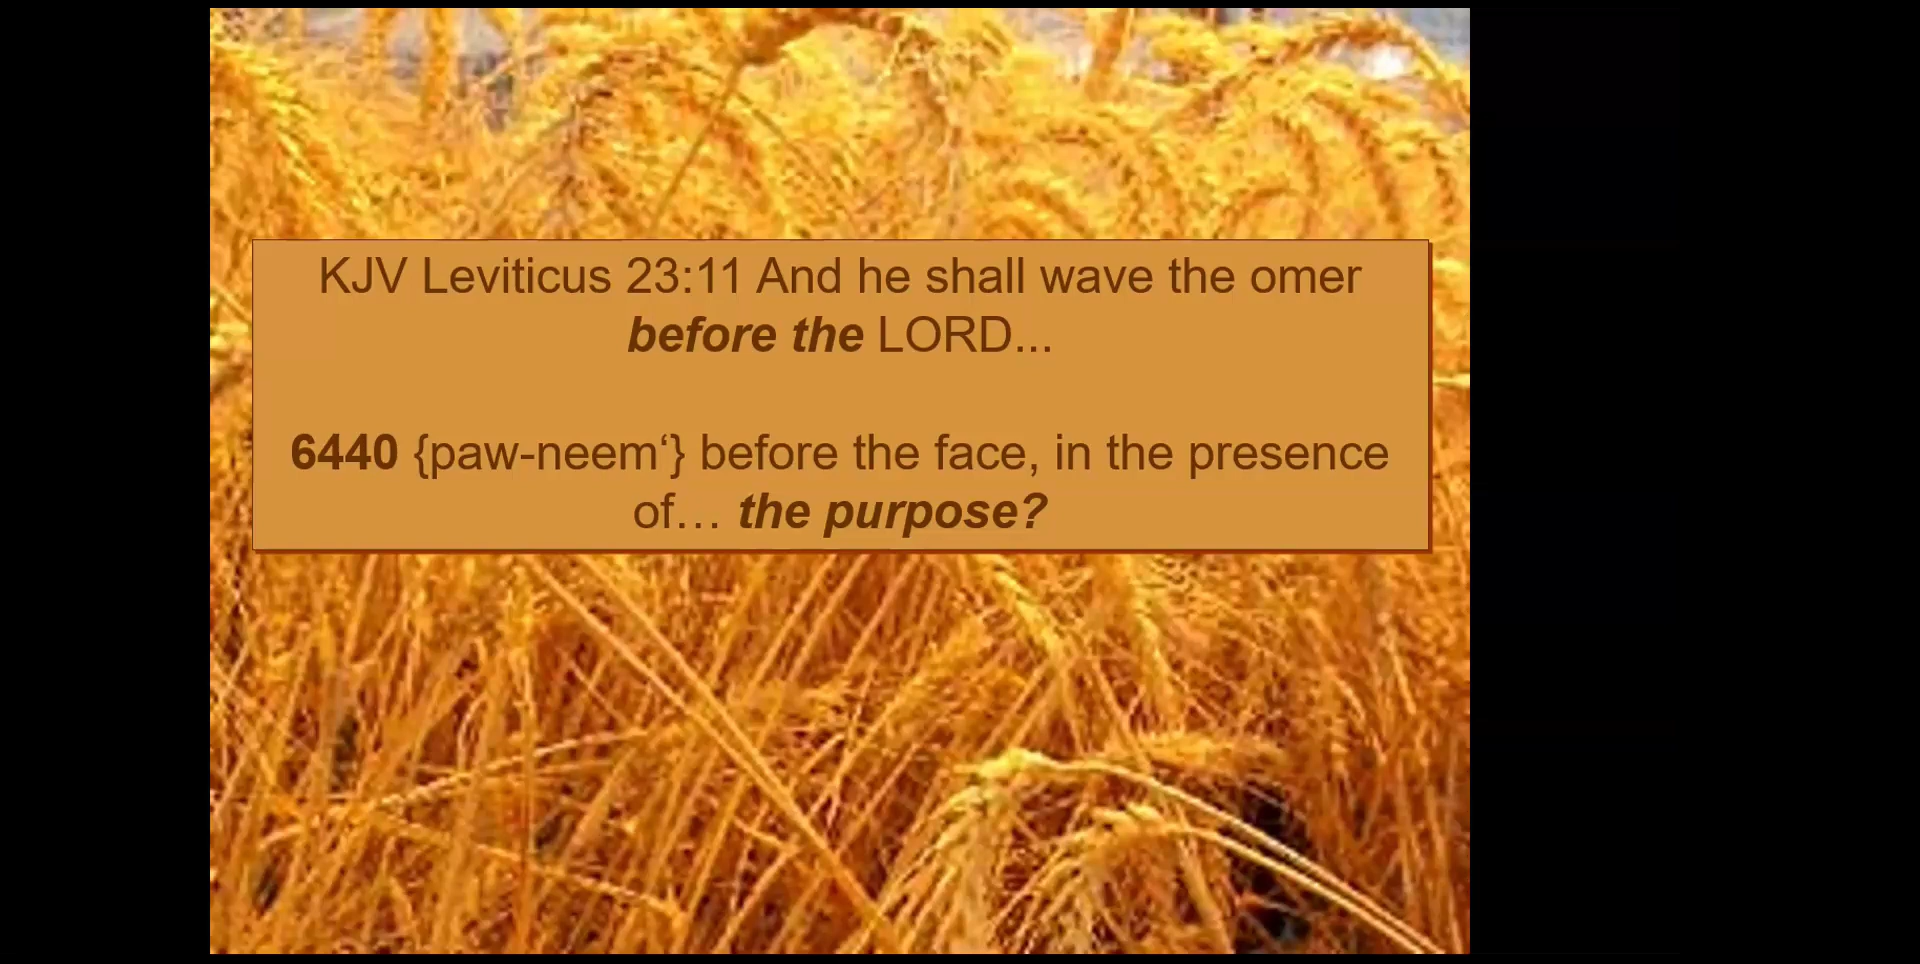 KJV Leviticus 23:11 And he shall wave the omer
before the LORD...
6440 {paw-neem‘} before the face, in the presence
of… the purpose?